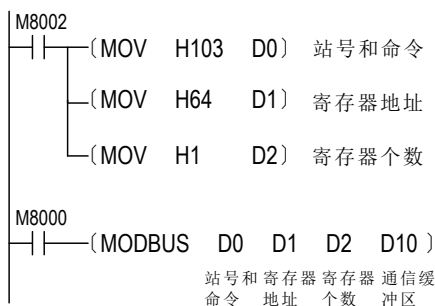 M8002
〔MOV H103 D0〕 站号和命令
〔MOV H64 D1〕 寄存器地址
〔MOV H1 D2〕 寄存器个数
M8000
〔MODBUS D0 D1 D2 D10〕
站号和 寄存器 寄存器 通信缓
命令 地址 个数 冲区